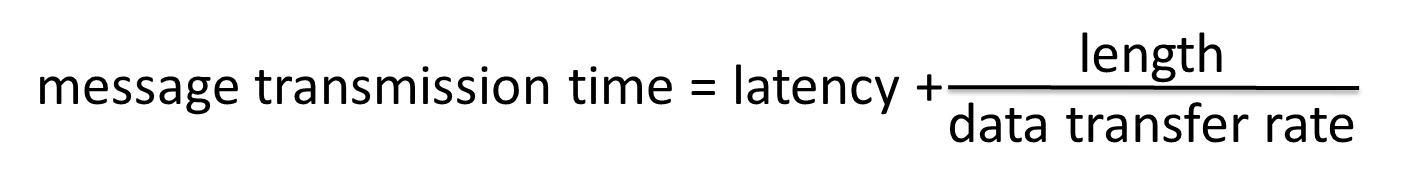 message transmission time = latency + length
data transfer rate